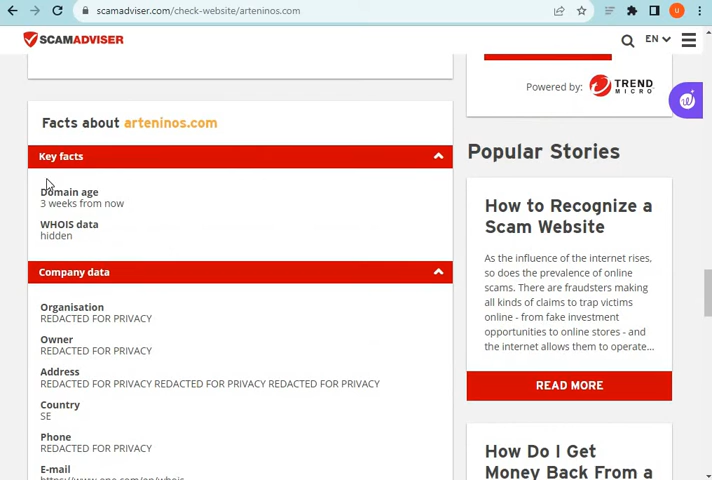 scamadviser.com/check-website/arteninos.com
u
SCAMADVISER
EN
Powered by: TREND MICRO
Facts about arteninos.com
Key facts
Domain age
3 weeks from now
WHOIS data
hidden
Company data
Organisation
REDACTED FOR PRIVACY
Owner
REDACTED FOR PRIVACY
Address
REDACTED FOR PRIVACY REDACTED FOR PRIVACY REDACTED FOR PRIVACY
Country
SE
Phone
REDACTED FOR PRIVACY
E-mail
Popular Stories
How to Recognize a
Scam Website
As the influence of the internet rises,
so does the prevalence of online
scams. There are fraudsters making
all kinds of claims to trap victims
online - from fake investment
opportunities to online stores - and
the internet allows them to operate...
READ MORE
How Do I Get
Money Back From a